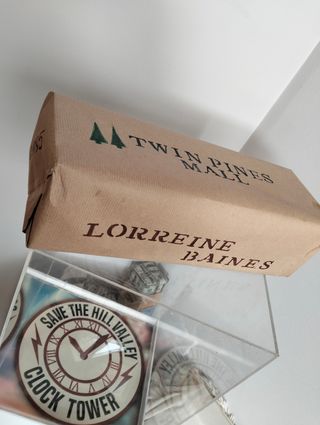 TWIN PINES
MALL
LORREINE
BAINES
SAVE THE HILL VALLEY
CLOCK TOWER